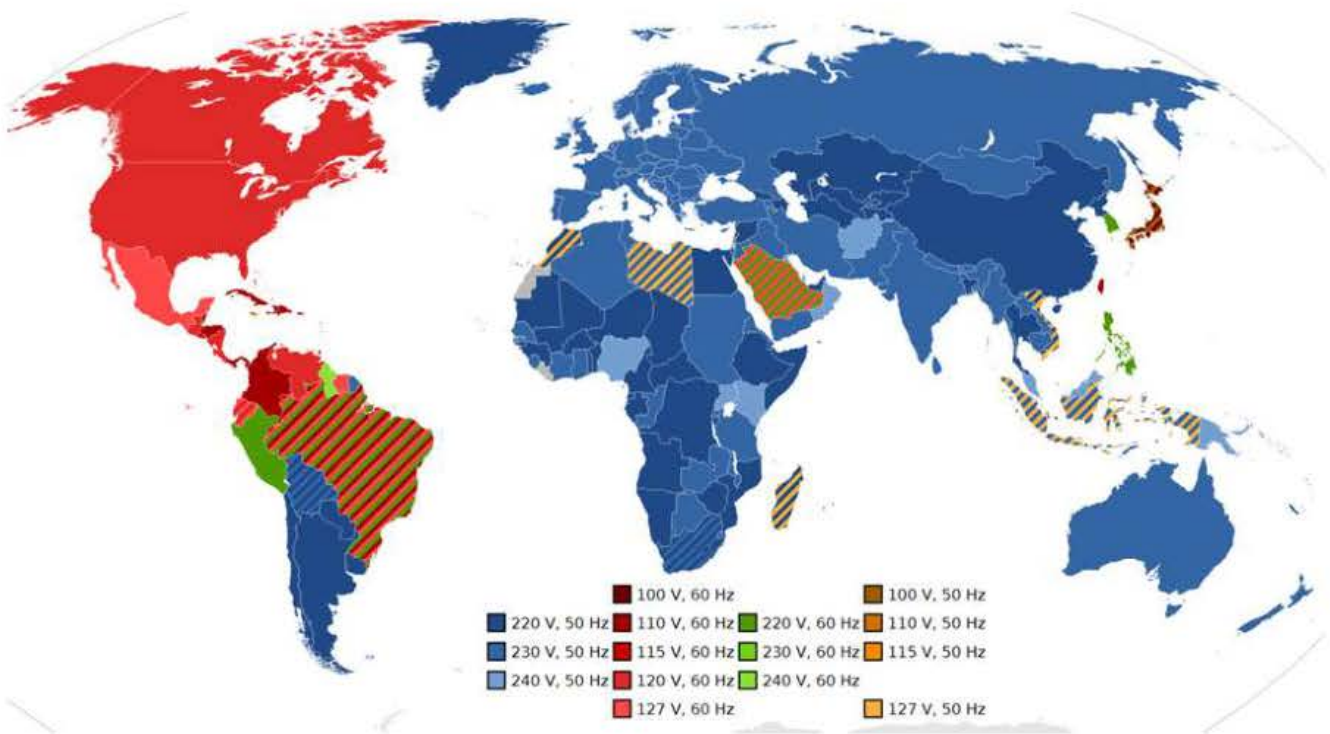 100 V, 60 Hz 100 V, 50 Hz
220 V, 50 Hz 110 V, 60 Hz 220 V, 60 Hz 110 V, 50 Hz
230 V, 50 Hz 115 V, 60 Hz 230 V, 60 Hz 115 V, 50 Hz
240 V, 50 Hz 120 V, 60 Hz 240 V, 60 Hz
127 V, 60 Hz 127 V, 50 Hz